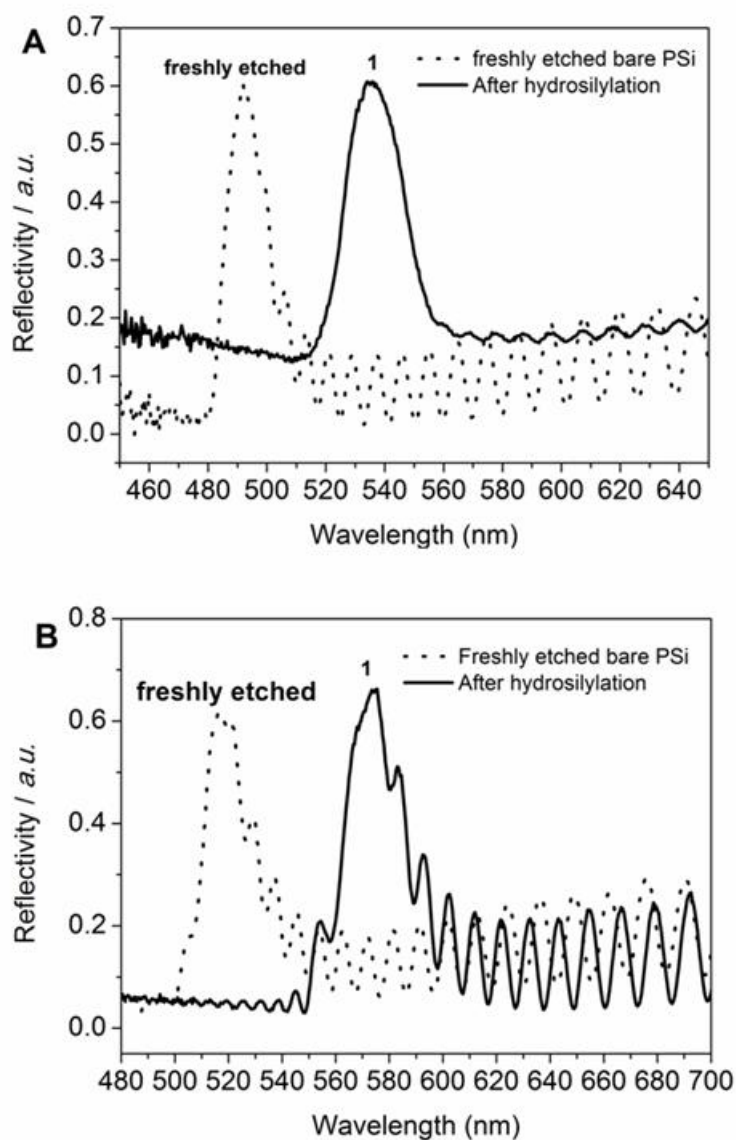 A
0.7
0.6
0.5
0.4
0.3
0.2
0.1
0.0
Reflectivity / a.u.
freshly etched
1
freshly etched bare PSi
After hydrosilylation
460 480 500 520 540 560 580 600 620 640
Wavelength (nm)
B
0.8
0.6
0.4
0.2
0.0
Reflectivity / a.u.
freshly etched
1
Freshly etched bare PSi
After hydrosilylation
480 500 520 540 560 580 600 620 640 660 680 700
Wavelength (nm)